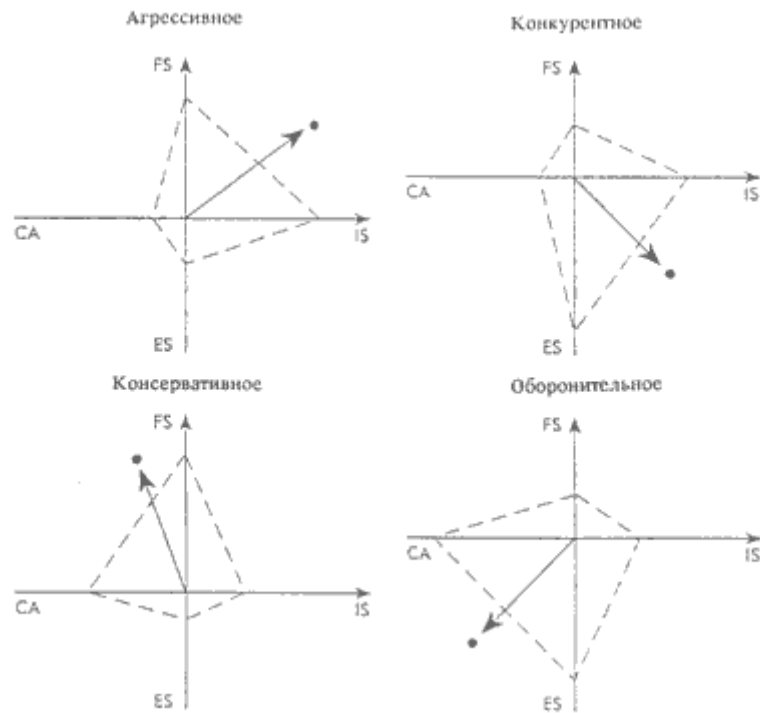 Агрессивное
FS
CA
IS
ES
Конкурентное
FS
CA
IS
ES
Консервативное
FS
CA
IS
ES
Оборонительное
FS
CA
IS
ES